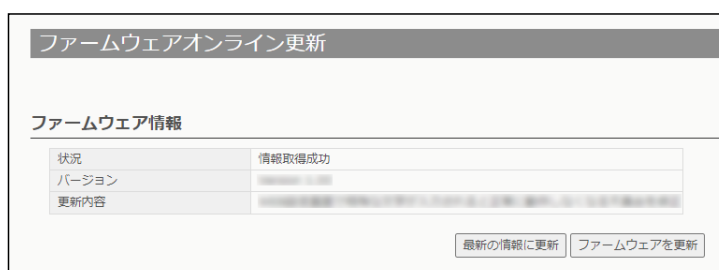 ファームウェアオンライン更新
ファームウェア情報
状況 情報取得成功
バージョン
更新内容
最新の情報に更新 ファームウェアを更新